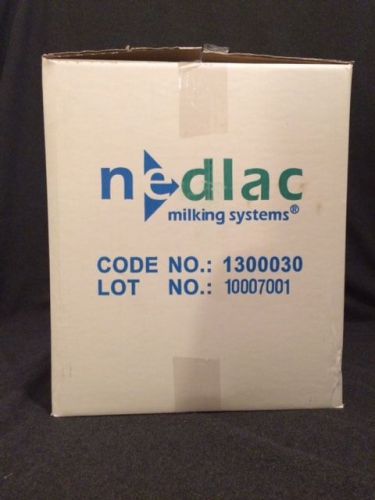 nedlac
milking systems®
CODE NO.: 1300030
LOT NO.: 10007001